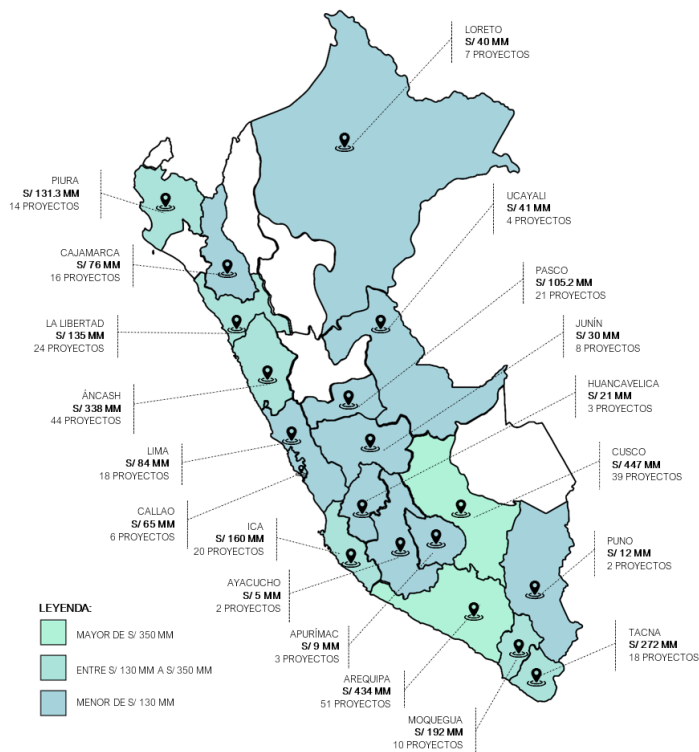 LORETO
S/ 40 MM
7 PROYECTOS
PIURA
S/ 131.3 MM
14 PROYECTOS
UCAYALI
S/ 41 MM
4 PROYECTOS
CAJAMARCA
S/ 76 MM
16 PROYECTOS
PASCO
S/ 105.2 MM
21 PROYECTOS
LA LIBERTAD
S/ 135 MM
24 PROYECTOS
JUNÍN
S/ 30 MM
8 PROYECTOS
HUANCAVELICA
S/ 21 MM
3 PROYECTOS
ÁNCASH
S/ 338 MM
44 PROYECTOS
LIMA
S/ 84 MM
18 PROYECTOS
CUSCO
S/ 447 MM
39 PROYECTOS
CALLAO
S/ 65 MM
6 PROYECTOS
ICA
S/ 160 MM
20 PROYECTOS
PUNO
S/ 12 MM
2 PROYECTOS
AYACUCHO
S/ 5 MM
2 PROYECTOS
LEYENDA:
MAYOR DE S/ 350 MM
ENTRE S/ 130 MM A S/ 350 MM
MENOR DE S/ 130 MM
APURÍMAC
S/ 9 MM
3 PROYECTOS
TACNA
S/ 272 MM
18 PROYECTOS
AREQUIPA
S/ 434 MM
51 PROYECTOS
MOQUEGUA
S/ 192 MM
10 PROYECTOS